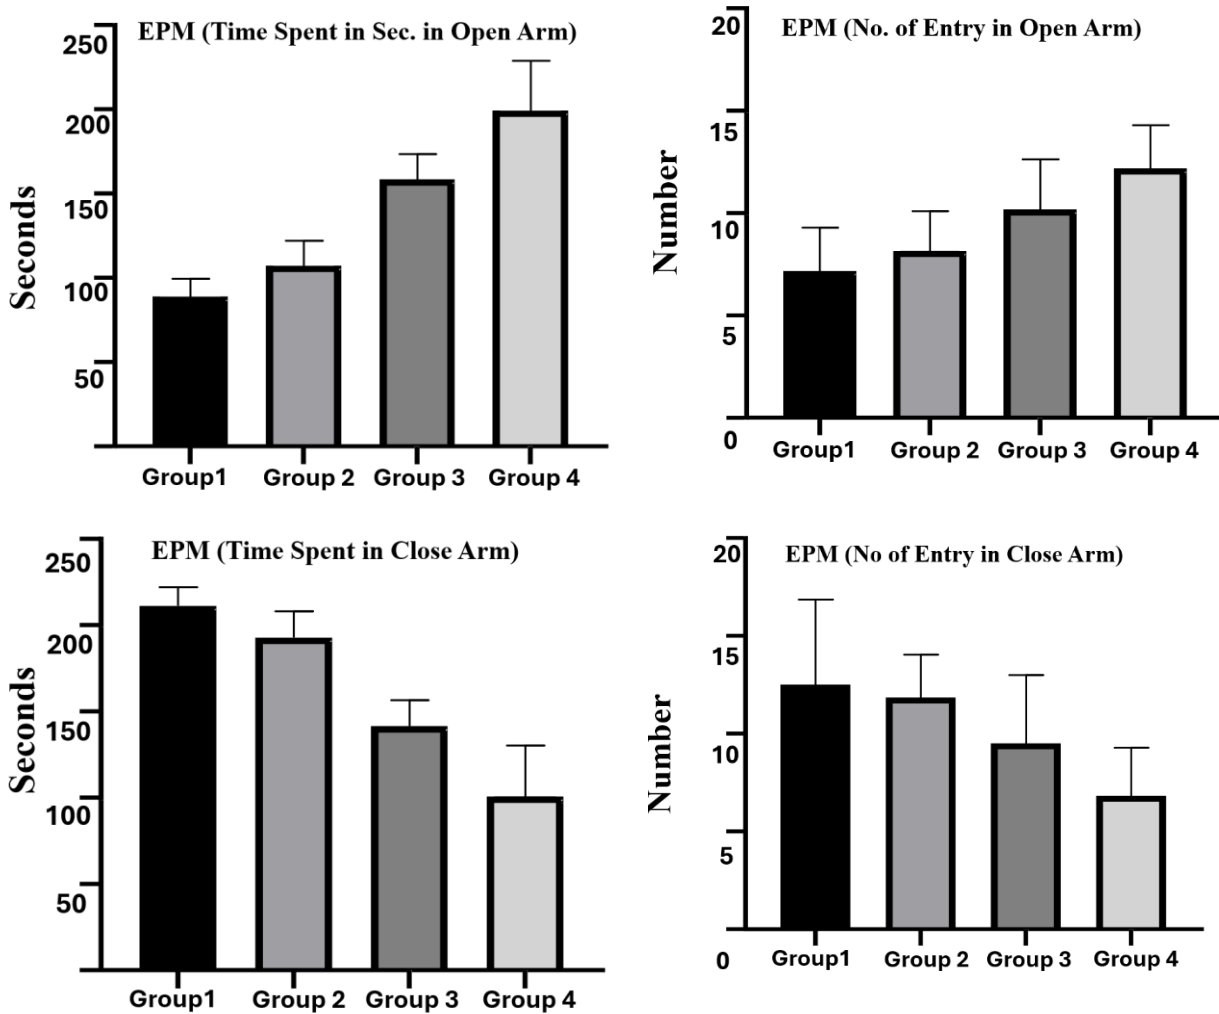 EPM (Time Spent in Sec. in Open Arm)
250
200
150
100
50
Seconds
Group1 Group 2 Group 3 Group 4
EPM (No. of Entry in Open Arm)
20
15
10
5
0
Number
Group1 Group 2 Group 3 Group 4
EPM (Time Spent in Close Arm)
250
200
150
100
50
Seconds
Group1 Group 2 Group 3 Group 4
EPM (No of Entry in Close Arm)
20
15
10
5
0
Number
Group1 Group 2 Group 3 Group 4